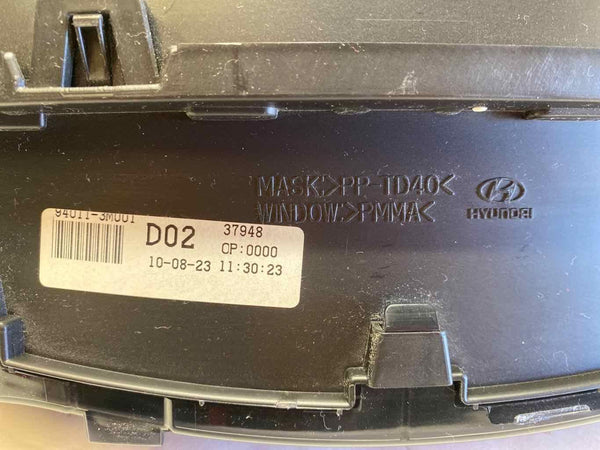 MASK:>PP-TD40<
WINDOW:>PMMA<
HYUNDAI
94011-3M001
D02 37948
OP:0000
10-08-23 11:30:23